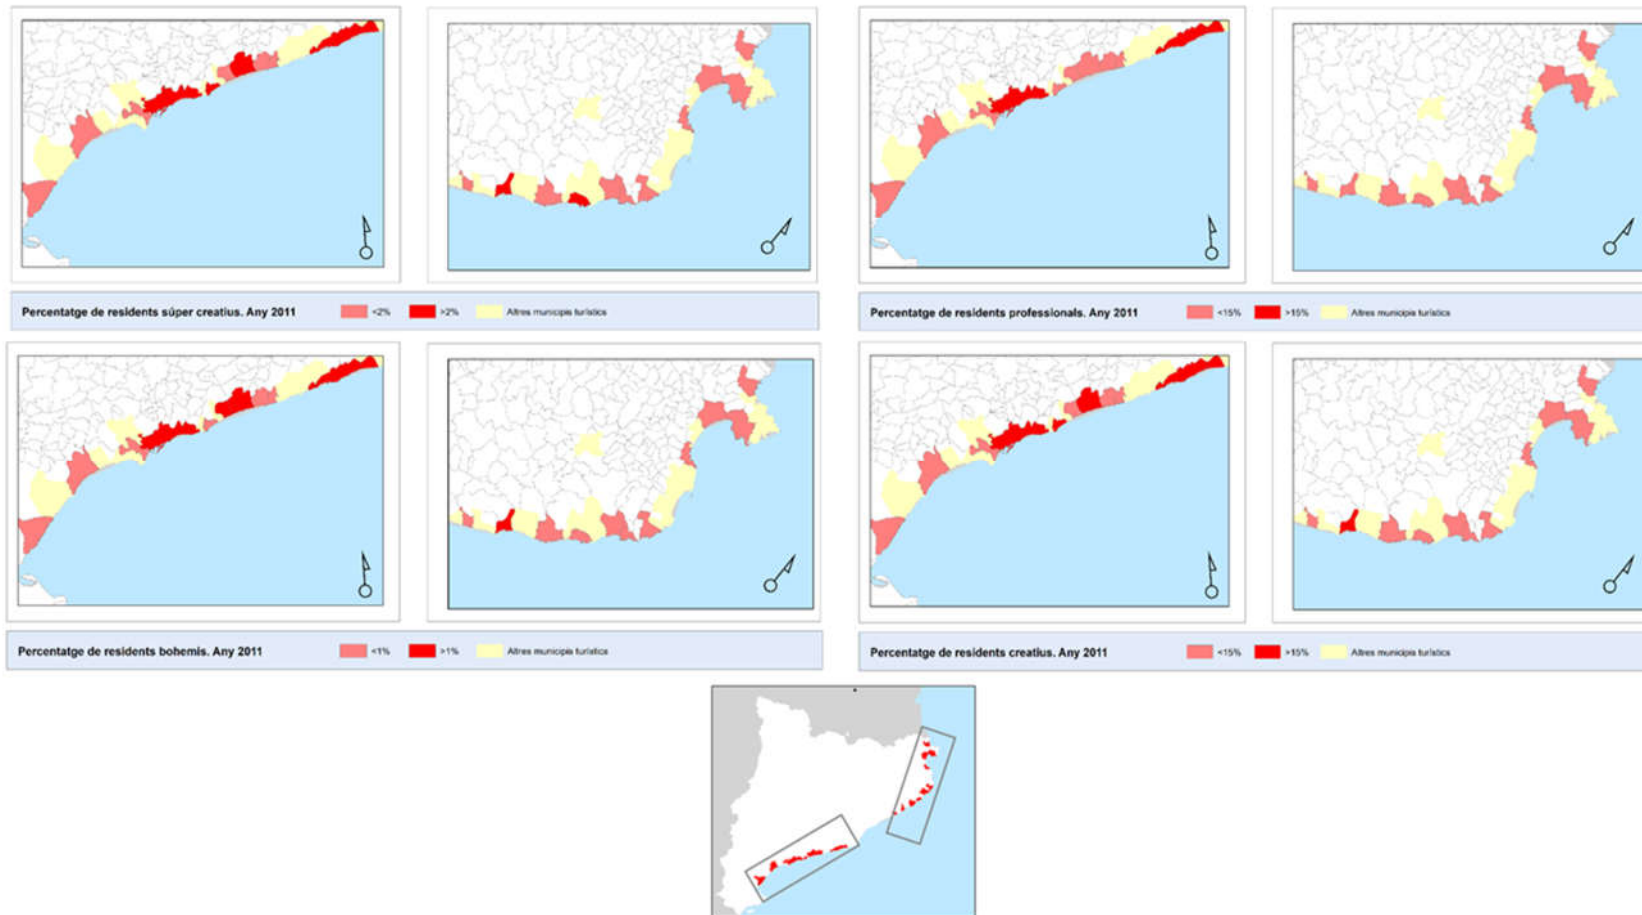 Percentatge de residents súper creatius. Any 2011 <2% >2% Altres municipis turístics
Percentatge de residents professionals. Any 2011 <15% >15% Altres municipis turístics
Percentatge de residents bohemis. Any 2011 <1% >1% Altres municipis turístics
Percentatge de residents creatius. Any 2011 <15% >15% Altres municipis turístics